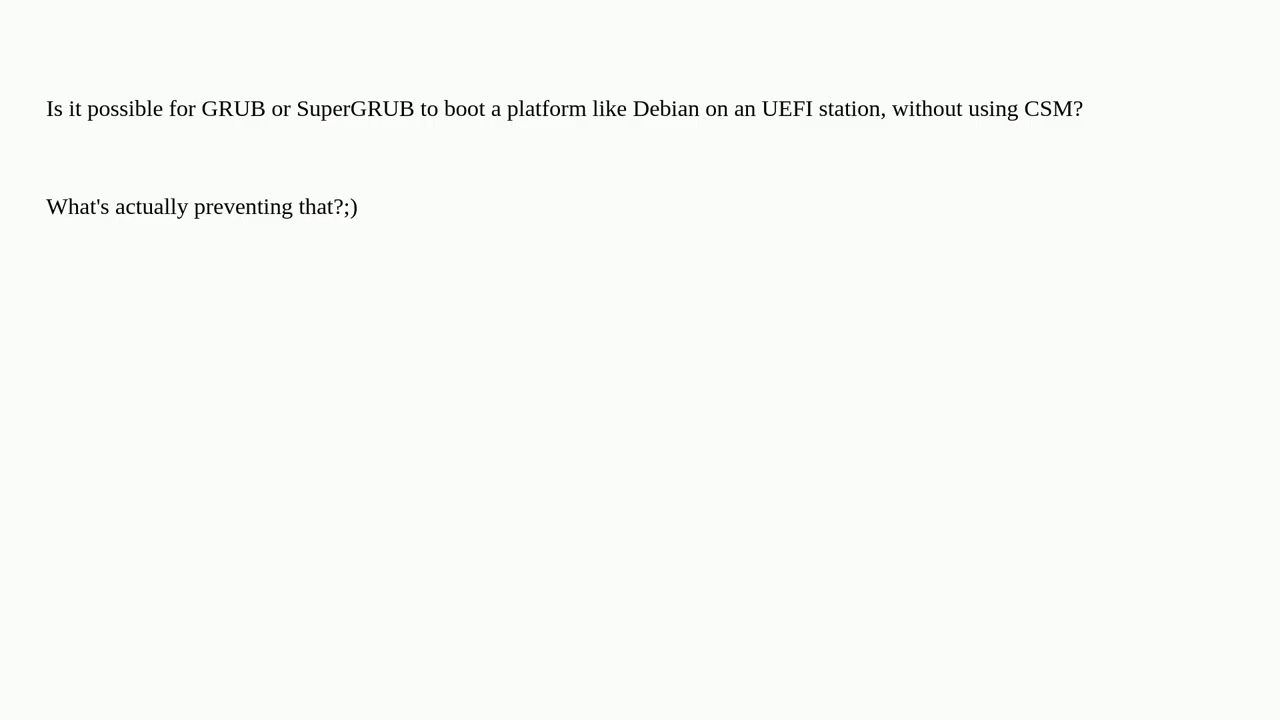 Is it possible for GRUB or SuperGRUB to boot a platform like Debian on an UEFI station, without using CSM?
What's actually preventing that?;)